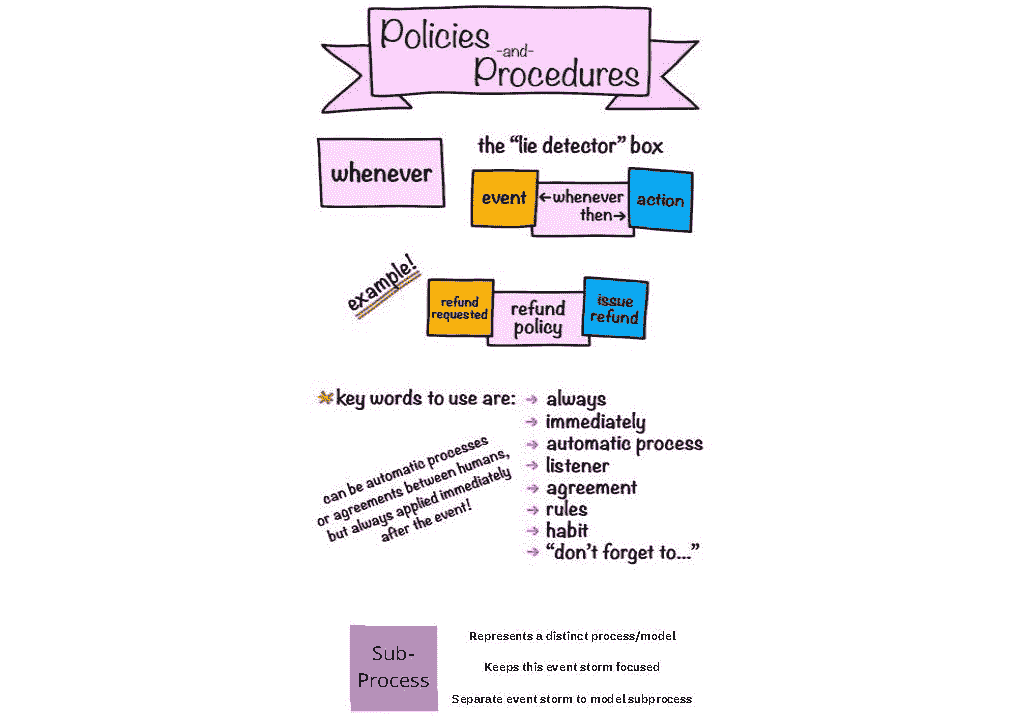 Policies
-and-
Procedures
whenever
the “lie detector” box
event
←whenever
then→
action
example!
refund
requested
refund
policy
issue
refund
key words to use are:
→ always
→ immediately
→ automatic process
→ listener
→ agreement
→ rules
→ habit
→ “don't forget to...”
can be automatic processes
or agreements between humans,
but always applied immediately
after the event!
Sub-
Process
Represents a distinct process/model
Keeps this event storm focused
Separate event storm to model subprocess